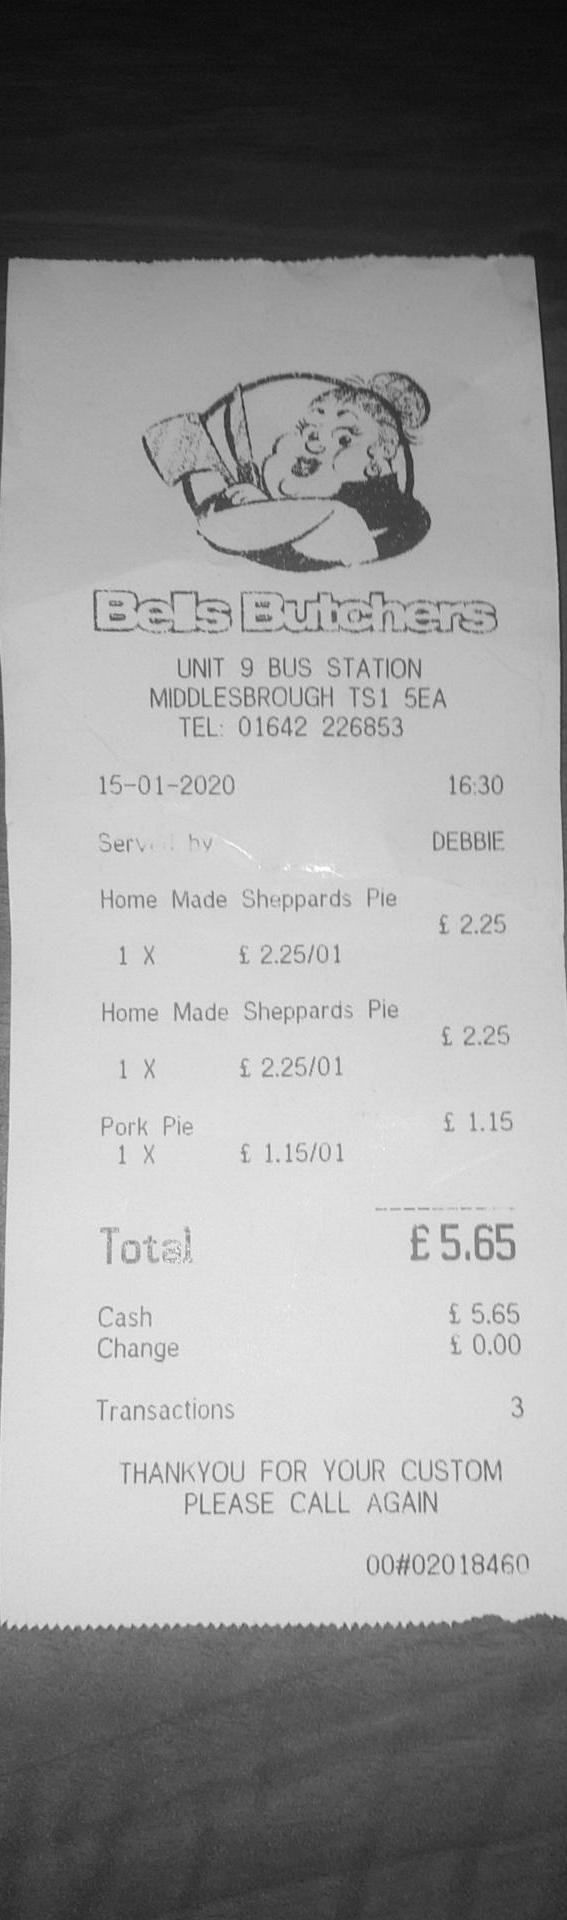 Bells Butchers
UNIT 9 BUS STATION
MIDDLESBROUGH TS1 5EA
TEL: 01642 226853
15-01-2020 16:30
Served by DEBBIE
Home Made Sheppards Pie
£ 2.25
1 X £ 2.25/01
Home Made Sheppards Pie
£ 2.25
1 X £ 2.25/01
Pork Pie £ 1.15
1 X £ 1.15/01
Total £5.65
Cash £ 5.65
Change £ 0.00
Transactions 3
THANKYOU FOR YOUR CUSTOM
PLEASE CALL AGAIN
00#02018460